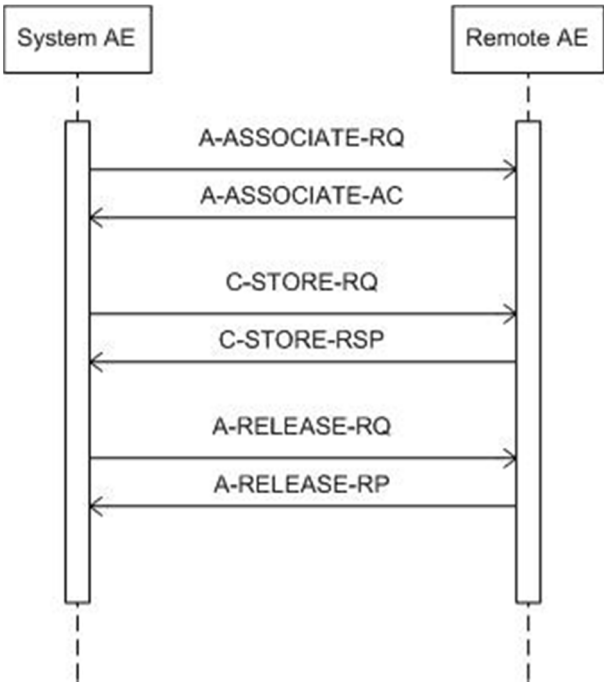 System AE
Remote AE
A-ASSOCIATE-RQ
A-ASSOCIATE-AC
C-STORE-RQ
C-STORE-RSP
A-RELEASE-RQ
A-RELEASE-RP